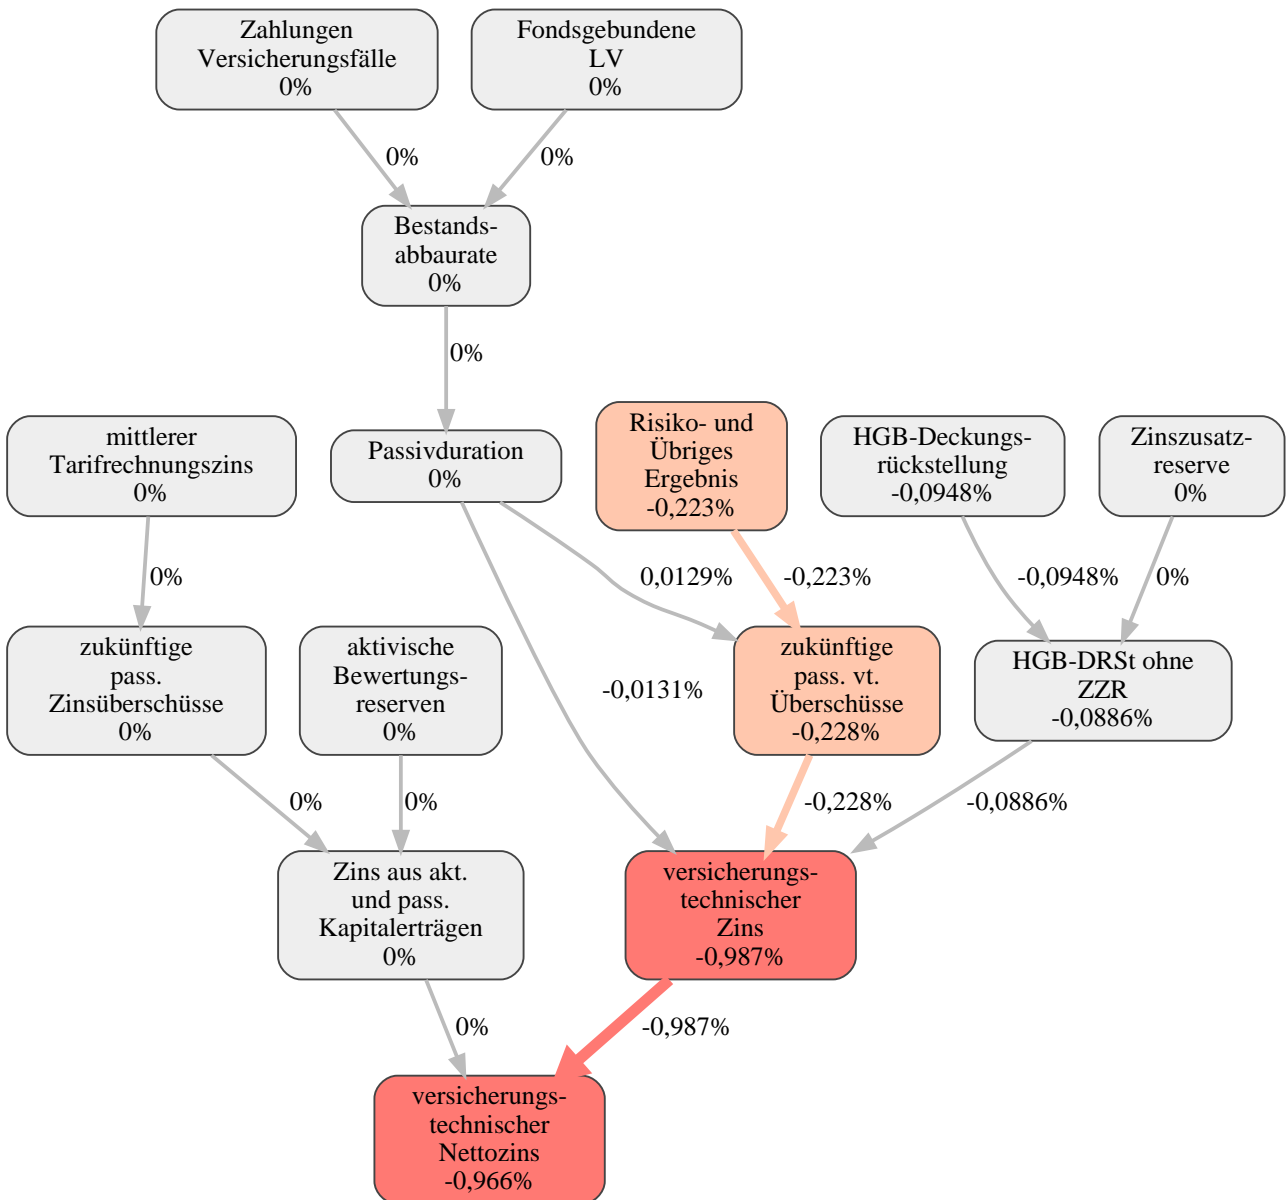 Zahlungen
Versicherungsfälle
0%
Fondsgebundene
LV
0%
0%
0%
Bestands-
abbaurate
0%
0%
mittlerer
Tarifrechnungszins
0%
Passivduration
0%
Risiko- und
Übriges
Ergebnis
-0,223%
HGB-Deckungs-
rückstellung
-0,0948%
Zinszusatz-
reserve
0%
0%
0,0129%
-0,223%
-0,0948%
0%
zukünftige
pass.
Zinsüberschüsse
0%
aktivische
Bewertungs-
reserven
0%
-0,0131%
zukünftige
pass. vt.
Überschüsse
-0,228%
HGB-DRSt ohne
ZZR
-0,0886%
0%
0%
-0,228%
-0,0886%
Zins aus akt.
und pass.
Kapitalerträgen
0%
versicherungs-
technischer
Zins
-0,987%
0%
-0,987%
versicherungs-
technischer
Nettozins
-0,966%